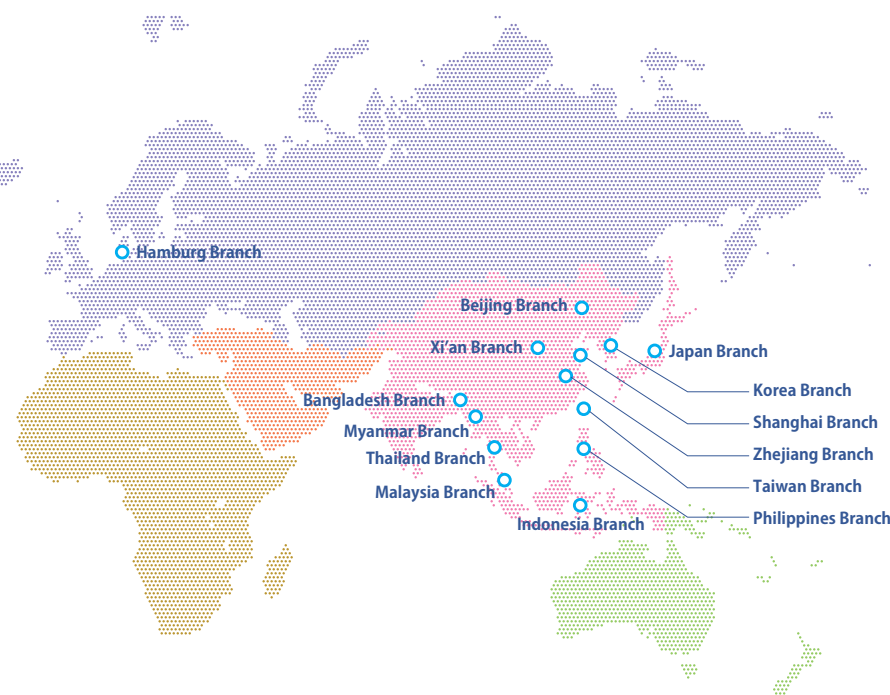 Hamburg Branch
Beijing Branch
Xi'an Branch
Japan Branch
Korea Branch
Bangladesh Branch
Shanghai Branch
Myanmar Branch
Zhejiang Branch
Thailand Branch
Taiwan Branch
Malaysia Branch
Philippines Branch
Indonesia Branch